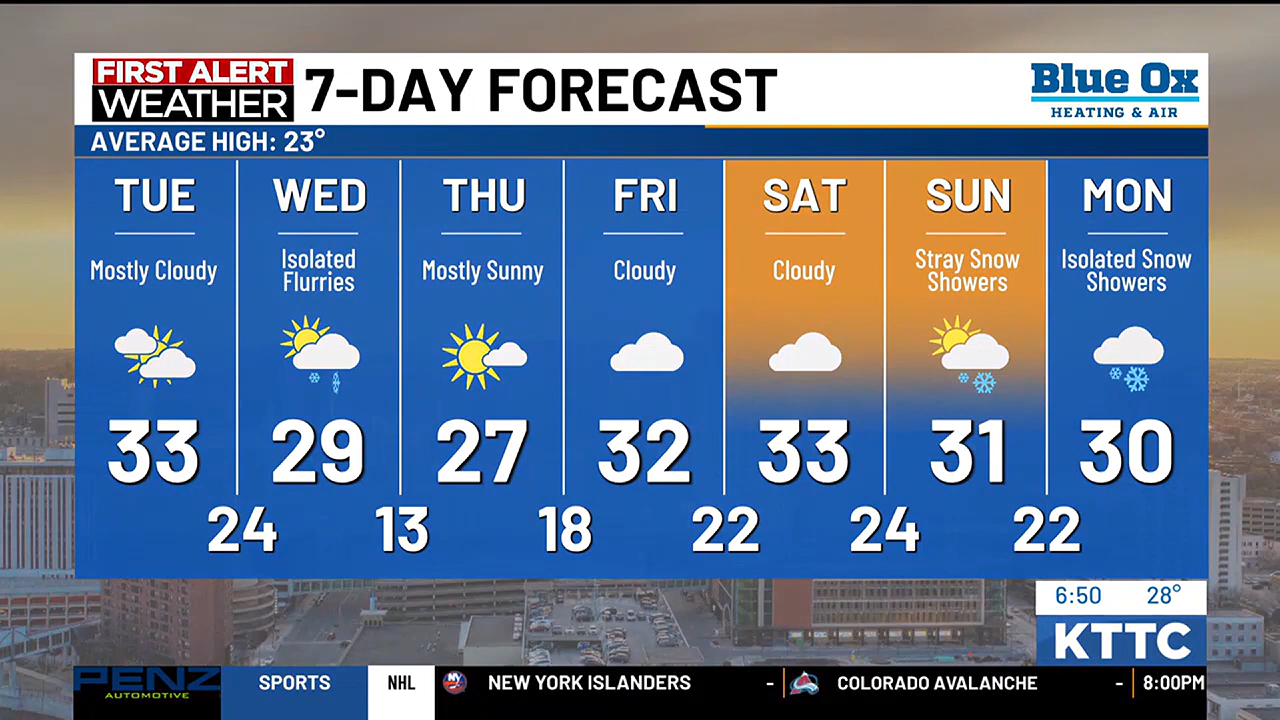 FIRST ALERT
WEATHER
7-DAY FORECAST
Blue Ox
HEATING & AIR
AVERAGE HIGH: 23°
TUE
WED
THU
FRI
SAT
SUN
MON
Mostly Cloudy
Isolated
Flurries
Mostly Sunny
Cloudy
Cloudy
Stray Snow
Showers
Isolated Snow
Showers
33
29
27
32
33
31
30
24
13
18
22
24
22
6:50 28°
KTTC
PENZ
AUTOMOTIVE
SPORTS
NHL
NEW YORK ISLANDERS -
COLORADO AVALANCHE -
8:00PM